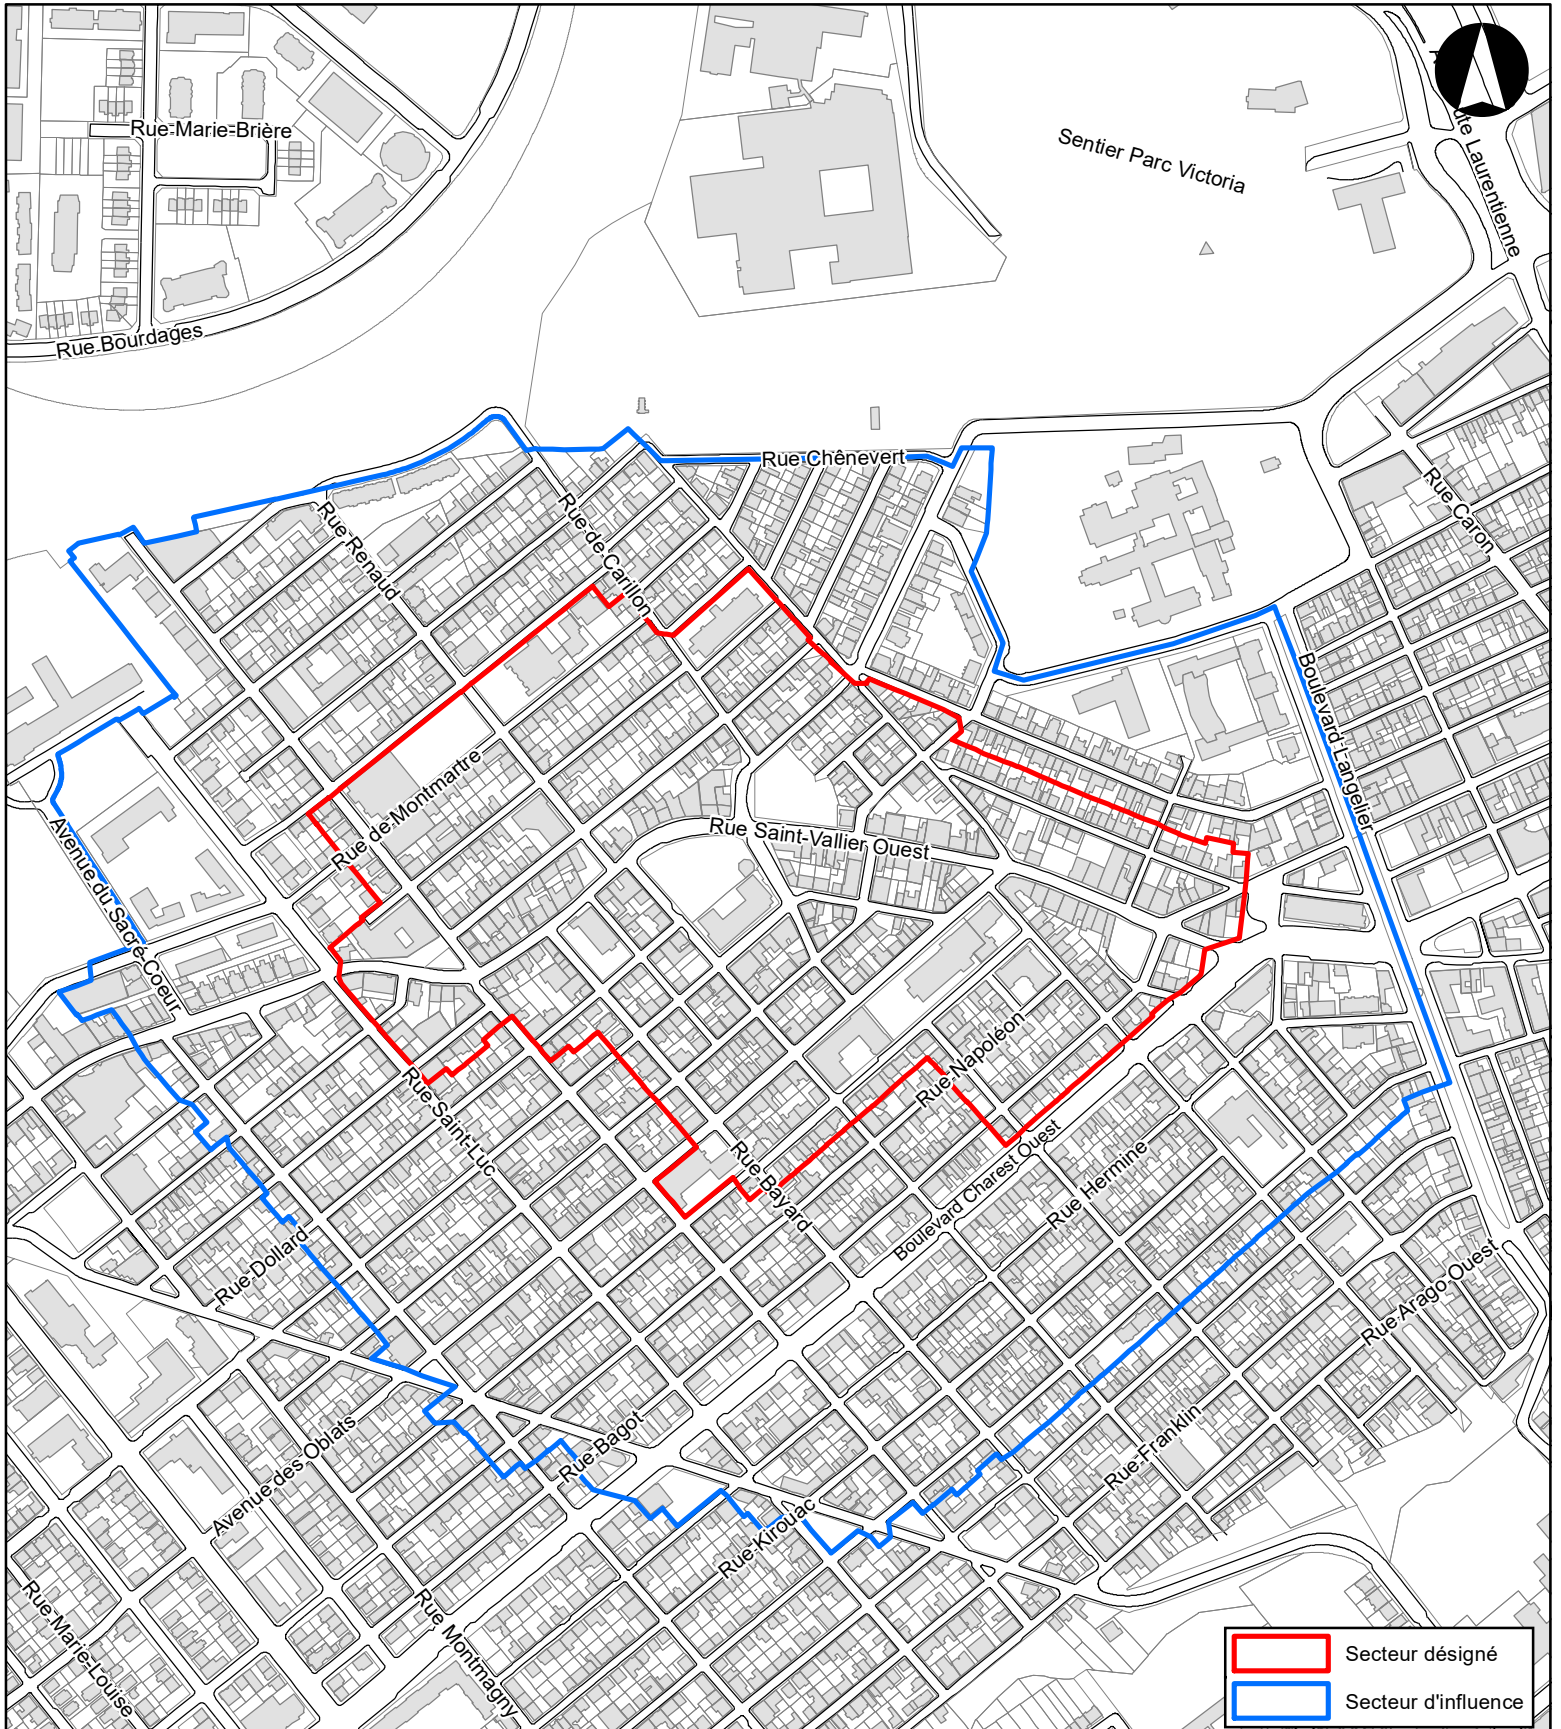 Rue Marie-Brière
Sentier Parc Victoria
Laurentienne
Rue Bourdages
Rue Chênevert
Rue Caron
Rue Renaud
Rue de Carillon
Boulevard Langelier
Rue de Montmartre
Rue Saint-Vallier Ouest
Avenue du Sacré-Coeur
Rue Napoléon
Rue Saint-Luc
Rue Bayard
Boulevard Charest Ouest
Rue Hermine
Rue Dollard
Rue Arago Ouest
Rue Bagot
Avenue des Oblats
Rue Franklin
Rue Kirouac
Rue Marie-Louise
Rue Montmagny
Secteur désigné
Secteur d'influence